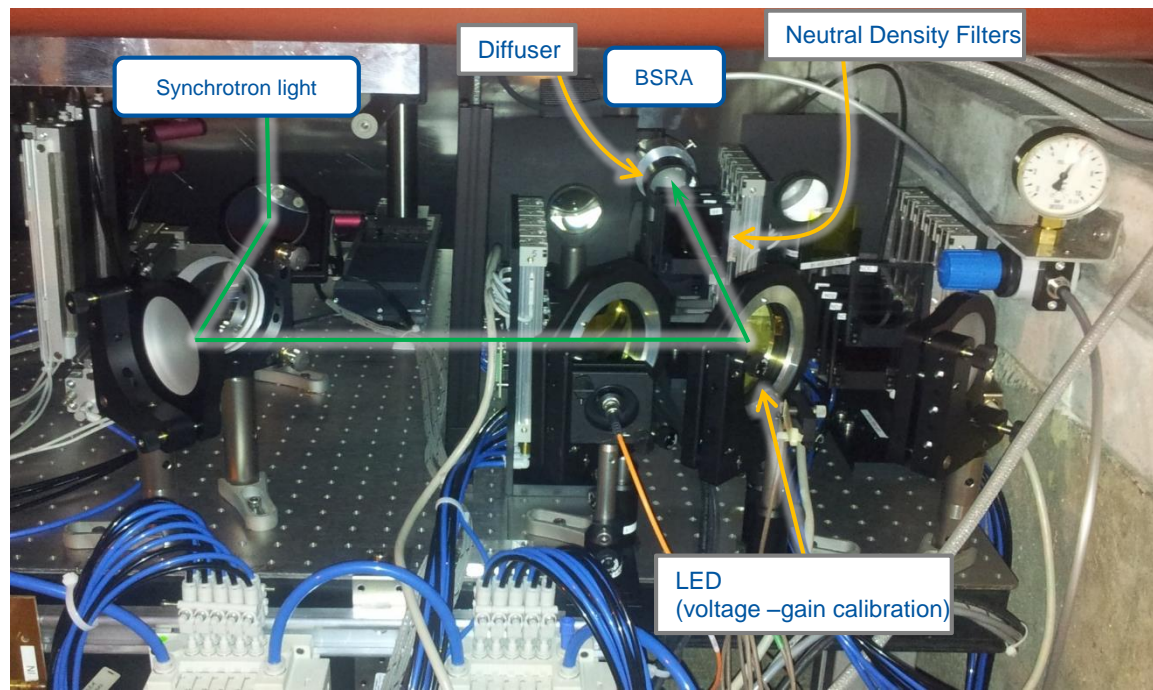 Neutral Density Filters
Diffuser
BSRA
Synchrotron light
LED
(voltage –gain calibration)